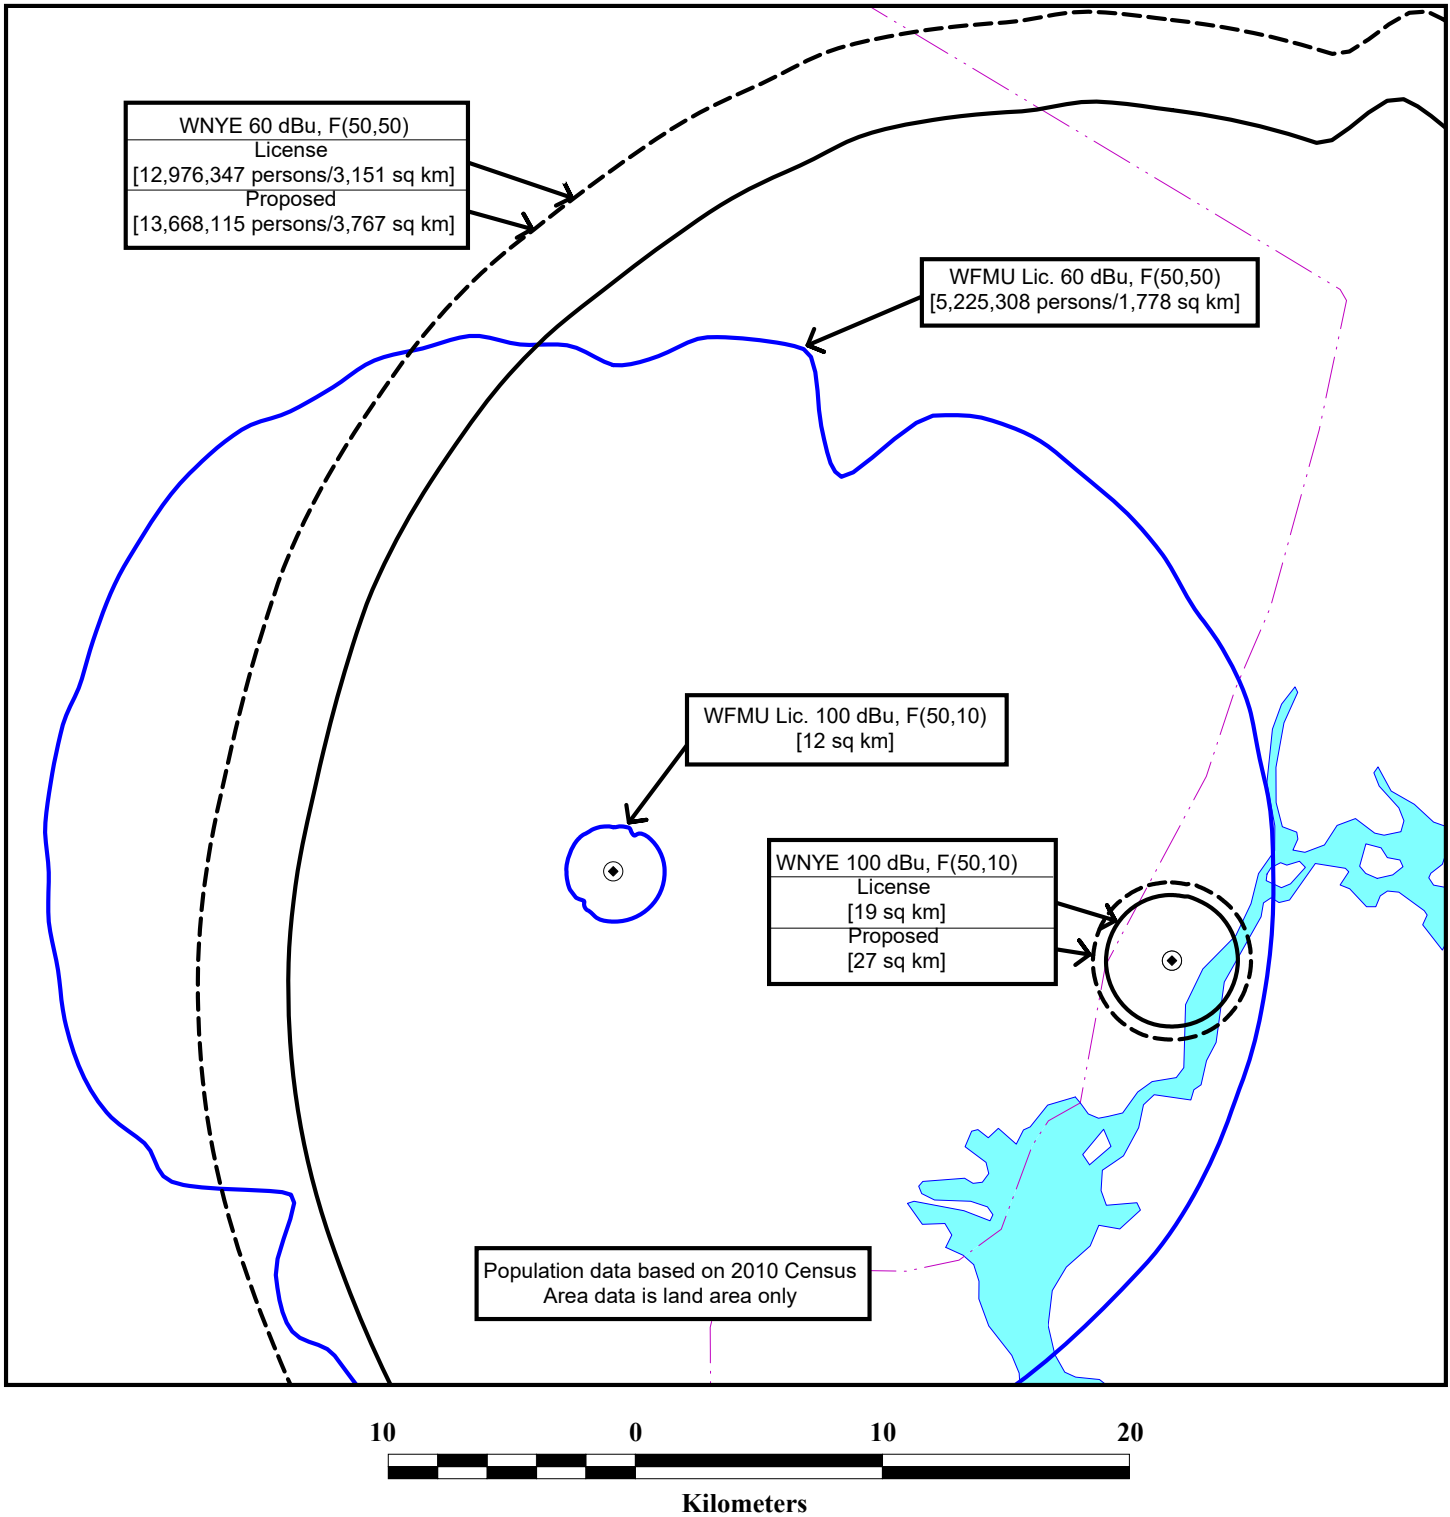 WNYE 60 dBu, F(50,50)
License
[12,976,347 persons/3,151 sq km]
Proposed
[13,668,115 persons/3,767 sq km]
WFMU Lic. 60 dBu, F(50,50)
[5,225,308 persons/1,778 sq km]
WFMU Lic. 100 dBu, F(50,10)
[12 sq km]
WNYE 100 dBu, F(50,10)
License
[19 sq km]
Proposed
[27 sq km]
Population data based on 2010 Census
Area data is land area only
10 0 10 20
Kilometers